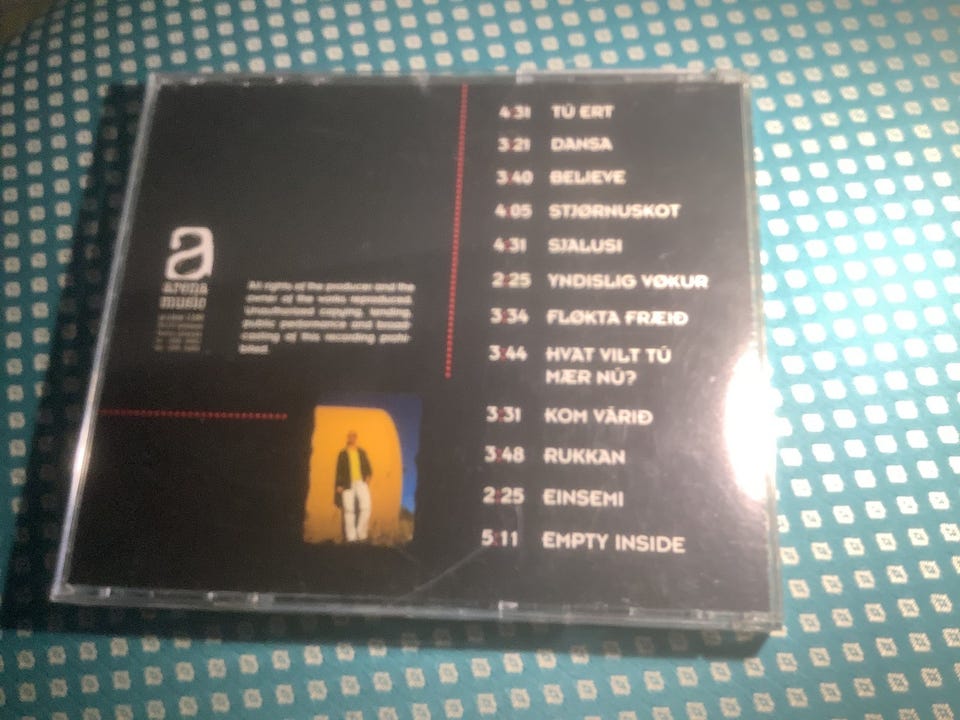 a
arena
music
All rights of the producer and the
owner of the works reproduced.
Unauthorised copying, lending,
public performance and broad-
casting of this recording prohi-
bited.
4:31 TÚ ERT
3:21 DANSA
3:40 BELIEVE
4:05 STJØRNUSKOT
4:31 SJALUSI
2:25 YNDISLIG VØKUR
3:34 FLØKTA FRÆIÐ
3:44 HVAT VILT TÚ
MÆR NÚ?
3:31 KOM VÁRIÐ
3:48 RUKKAN
2:25 EINSEMI
5:11 EMPTY INSIDE